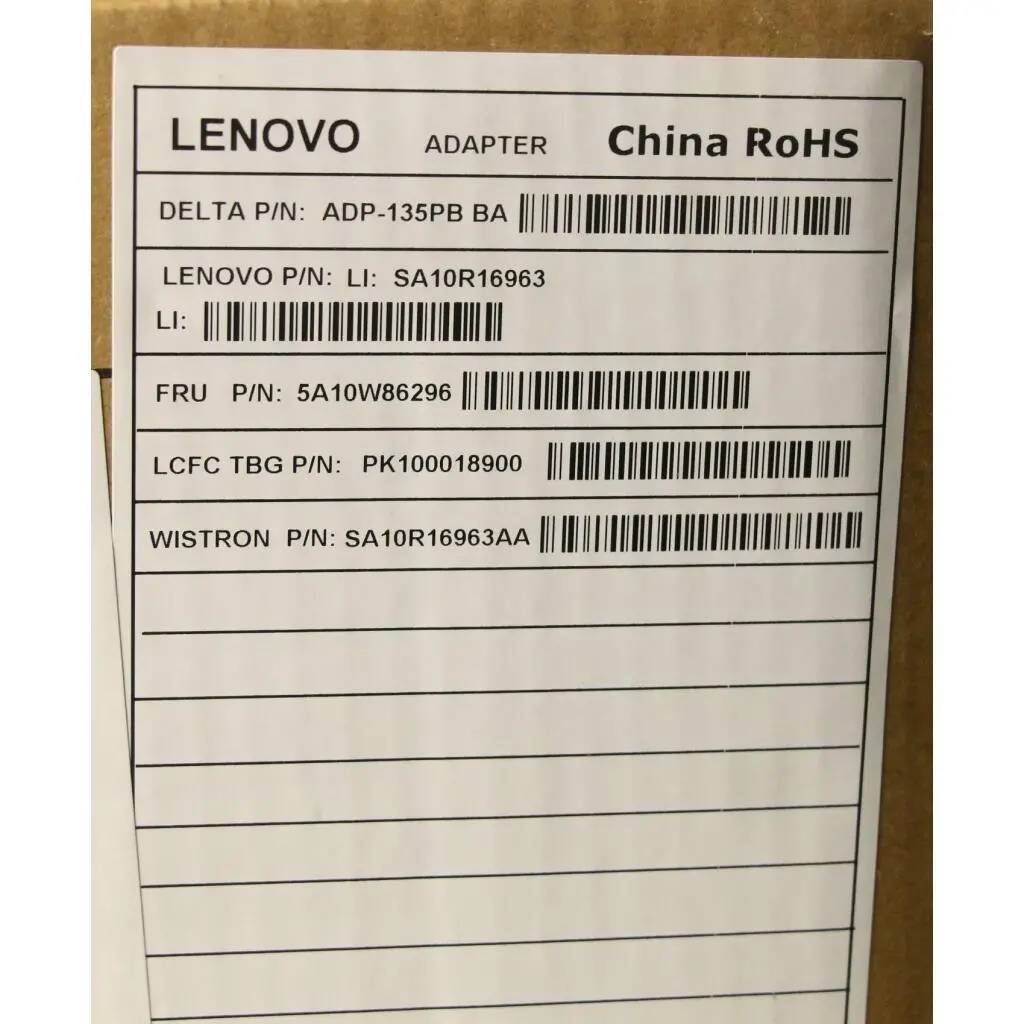 LENOVO ADAPTER China RoHS
DELTA P/N: ADP-135PB BA
LENOVO P/N: LI: SA10R16963
LI:
FRU P/N: 5A10W86296
LCFC TBG P/N: PK100018900
WISTRON P/N: SA10R16963AA